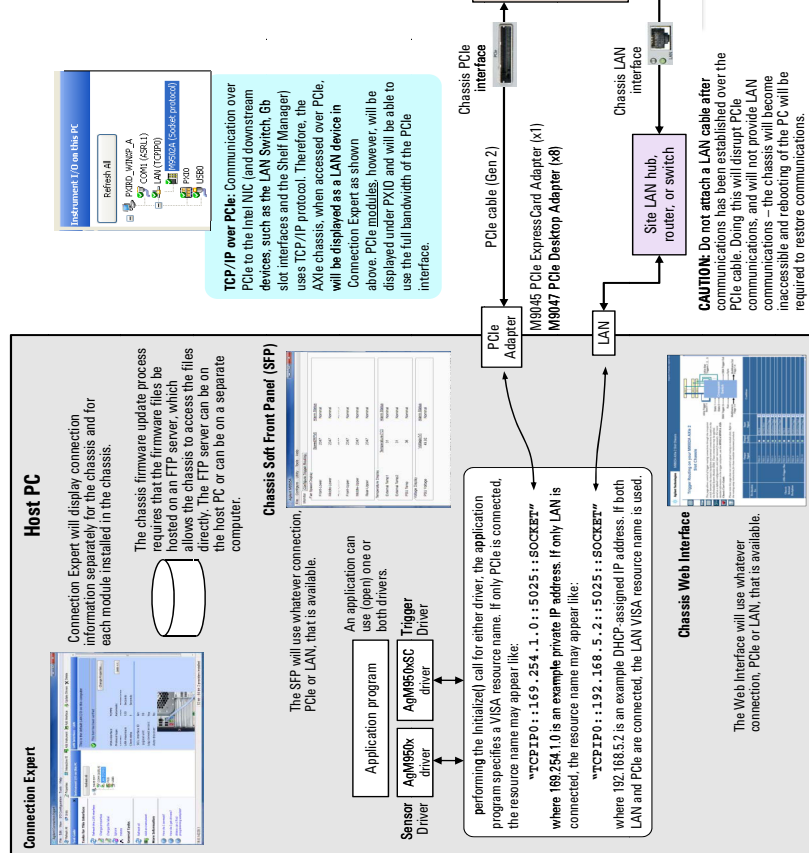 Host PC
Connection Expert
Connection Expert will display connection
information separately for the chassis and for
each module installed in the chassis.
The chassis firmware update process
requires that the firmware files be
hosted on an FTP server, which
allows the chassis to access the files
directly. The FTP server can be on
the host PC or can be on a separate
computer.
The SFP will use whatever connection,
PCIe or LAN, that is available.
Chassis Soft Front Panel (SFP)
Application program
An application can
use (open) one or
both drivers.
Sensor
Driver
AgM950x
driver
AgM950xSC
driver
Trigger
Driver
performing the Initialize() call for either driver, the application
program specifies a VISA resource name. If only PCIe is connected,
the resource name may appear like:
"TCPIP0::169.254.1.0::5025::SOCKET"
where 169.254.1.0 is an example private IP address. If only LAN is
connected, the resource name may appear like:
"TCPIP0::192.168.5.2::5025::SOCKET"
where 192.168.5.2 is an example DHCP-assigned IP address. If both
LAN and PCIe are connected, the LAN VISA resource name is used.
Chassis Web Interface
The Web Interface will use whatever
connection, PCIe or LAN, that is available.
PCIe
Adapter
LAN
Instrument I/O on this PC
Refresh All
PXIRD_WINXP_A
COM1 (ASRL1)
LAN (TCPIP0)
M9502A (Socket protocol)
PXI0
USB0
TCP/IP over PCIe: Communication over
PCIe to the Intel NIC (and downstream
devices, such as the LAN Switch, Gb
slot interfaces and the Shelf Manager)
uses TCP/IP protocol. Therefore, the
AXIe chassis, when accessed over PCIe,
will be displayed as a LAN device in
Connection Expert as shown
above. PCIe modules, however, will be
displayed under PXI0 and will be able to
use the full bandwidth of the PCIe
interface.
PCIe cable (Gen 2)
M9045 PCIe ExpressCard Adapter (x1)
M9047 PCIe Desktop Adapter (x8)
Chassis PCIe
interface
Site LAN hub,
router, or switch
Chassis LAN
interface
CAUTION: Do not attach a LAN cable after
communications has been established over the
PCIe cable. Doing this will disrupt PCIe
communications, and will not provide LAN
communications – the chassis will become
inaccessible and rebooting of the PC will be
required to restore communications.